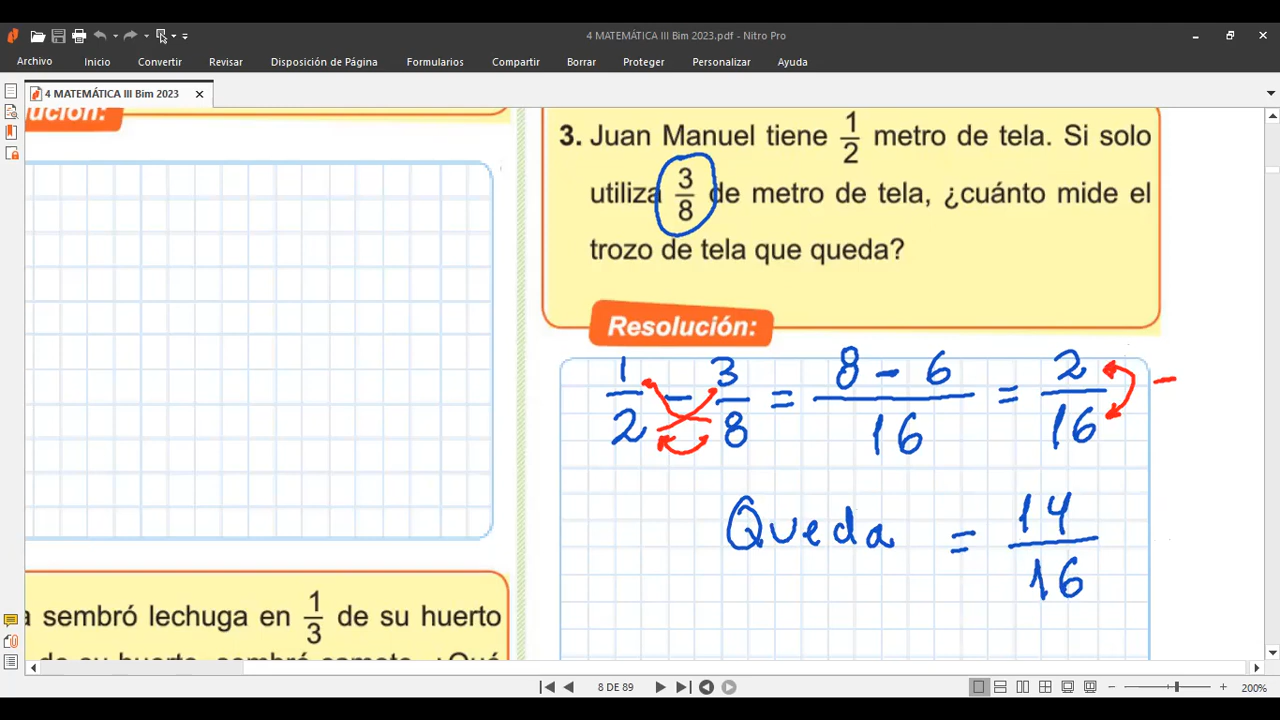 4 MATEMÁTICA III Bim 2023.pdf - Nitro Pro
Archivo Inicio Convertir Revisar Disposición de Página Formularios Compartir Borrar Proteger Personalizar Ayuda
4 MATEMÁTICA III Bim 2023
ución:
3. Juan Manuel tiene 1/2 metro de tela. Si solo
utiliza 3/8 de metro de tela, ¿cuánto mide el
trozo de tela que queda?
Resolución:
1/2 - 3/8 = 8 - 6/16 = 2/16 -
Queda = 14/16
a sembró lechuga en 1/3 de su huerto
8 DE 89
200%